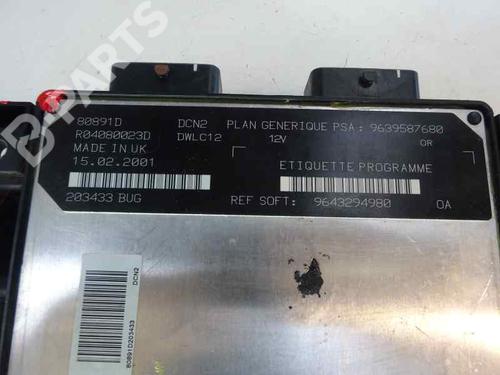 B-PARTS
80891D DCN2 PLAN GENERIQUE PSA : 9639587680
R04080023D DWLC12 12V OR
MADE IN UK
15.02.2001 ETIQUETTE PROGRAMME
203433 BUG REF SOFT: 9643294980 0A
DCN2
80891D203433